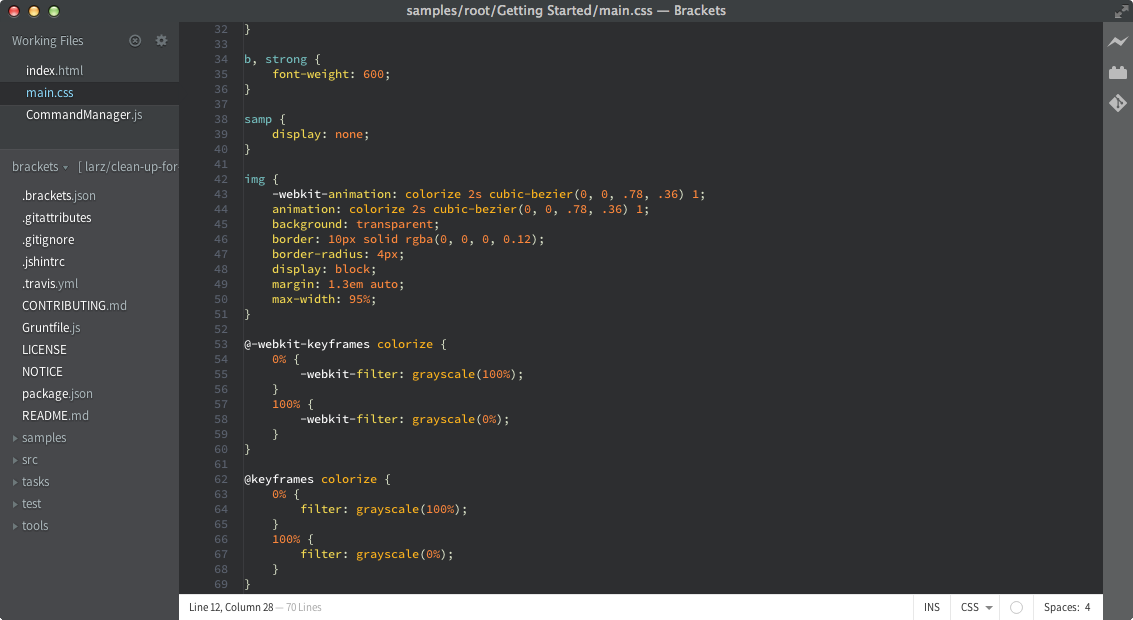 samples/root/Getting Started/main.css — Brackets
Working Files
index.html
main.css
CommandManager.js
brackets [ larz/clean-up-for
.brackets.json
.gitattributes
.gitignore
.jshintrc
.travis.yml
CONTRIBUTING.md
Gruntfile.js
LICENSE
NOTICE
package.json
README.md
samples
src
tasks
test
tools
32 }
33
34 b, strong {
35     font-weight: 600;
36 }
37
38 samp {
39     display: none;
40 }
41
42 img {
43     -webkit-animation: colorize 2s cubic-bezier(0, 0, .78, .36) 1;
44     animation: colorize 2s cubic-bezier(0, 0, .78, .36) 1;
45     background: transparent;
46     border: 10px solid rgba(0, 0, 0, 0.12);
47     border-radius: 4px;
48     display: block;
49     margin: 1.3em auto;
50     max-width: 95%;
51 }
52
53 @-webkit-keyframes colorize {
54     0% {
55         -webkit-filter: grayscale(100%);
56     }
57     100% {
58         -webkit-filter: grayscale(0%);
59     }
60 }
61
62 @keyframes colorize {
63     0% {
64         filter: grayscale(100%);
65     }
66     100% {
67         filter: grayscale(0%);
68     }
69 }
Line 12, Column 28 — 70 Lines
INS
CSS
Spaces: 4